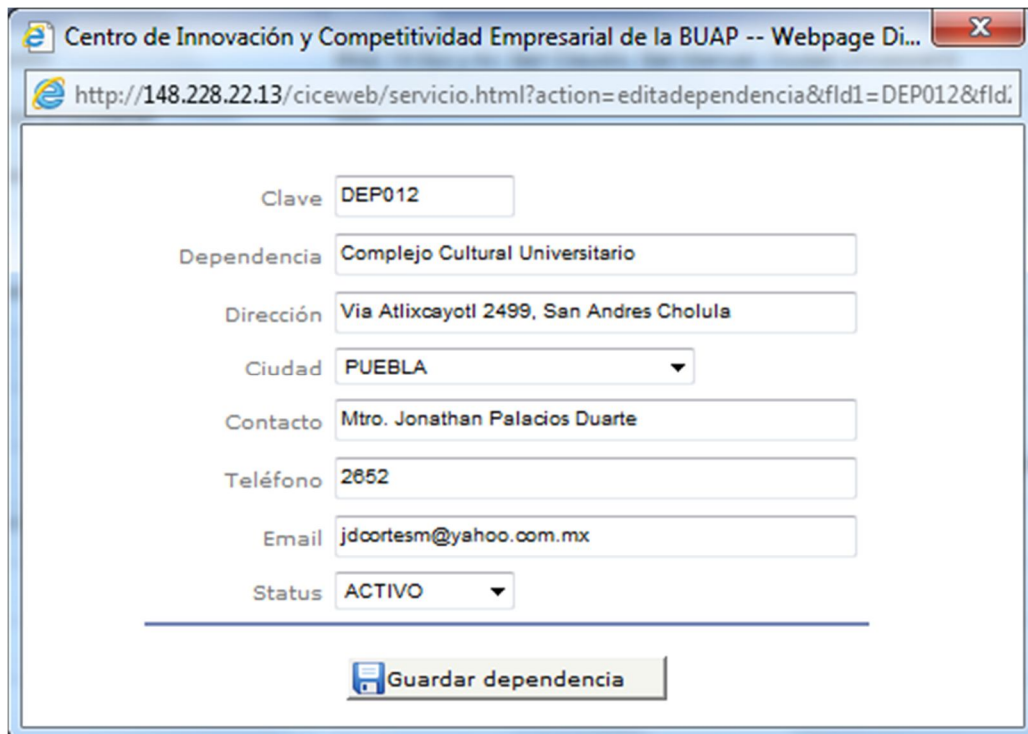 Centro de Innovación y Competitividad Empresarial de la BUAP -- Webpage Di...
http://148.228.22.13/ciceweb/servicio.html?action=editadependencia&fId1=DEP012&fId
Clave DEP012
Dependencia Complejo Cultural Universitario
Dirección Via Atlixcayotl 2499, San Andres Cholula
Ciudad PUEBLA
Contacto Mtro. Jonathan Palacios Duarte
Teléfono 2652
Email jdcortesm@yahoo.com.mx
Status ACTIVO
Guardar dependencia